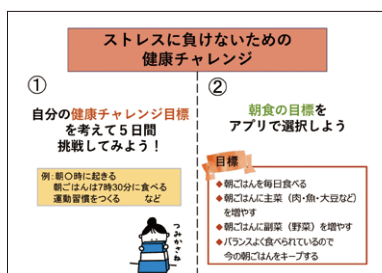 ストレスに負けないための
健康チャレンジ
①
自分の健康チャレンジ目標
を考えて５日間
挑戦してみよう！
例：朝〇時に起きる
朝ごはんは7時30分に食べる
運動習慣をつくる　など
つみかさね
②
朝食の目標を
アプリで選択しよう
目標
◆朝ごはんを毎日食べる
◆朝ごはんに主菜（肉・魚・大豆など）
を増やす
◆朝ごはんに副菜（野菜）を増やす
◆バランスよく食べられているので
今の朝ごはんをキープする